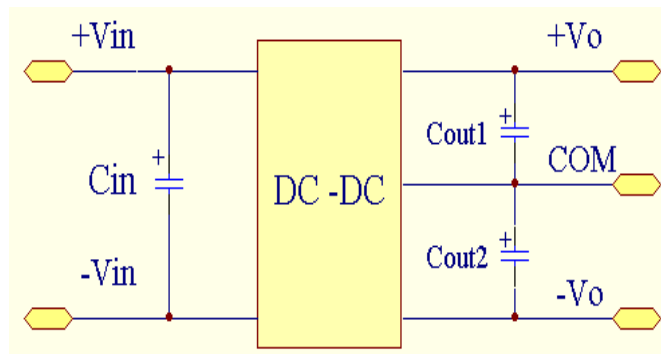 +Vin
+Vo
+
Cout1
+
COM
Cin
DC -DC
+
Cout2
-Vin
-Vo